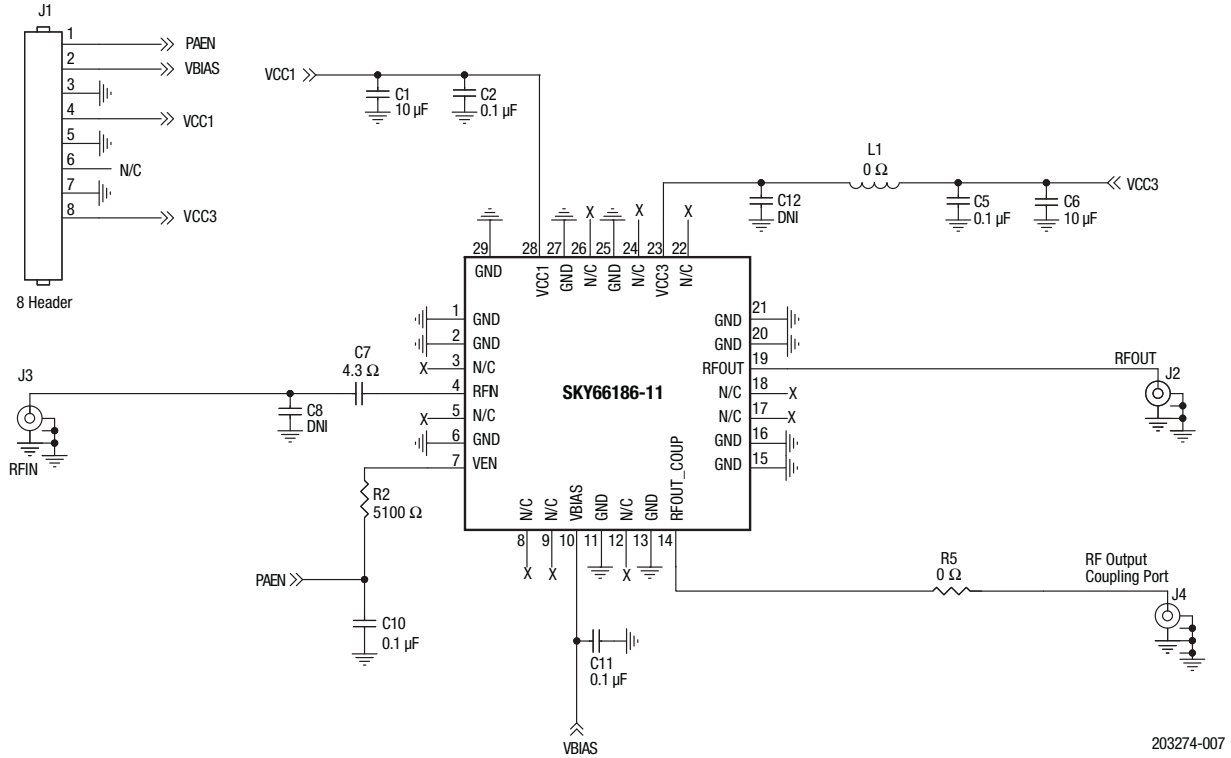 J1
1
PAEN
2
VBIAS
3
4
VCC1
5
6
N/C
7
8
VCC3
8 Header
VCC1
C1
10 µF
C2
0.1 µF
L1
0 Ω
C12
DNI
C5
0.1 µF
C6
10 µF
VCC3
X
X
X
29
28
27
26
25
24
23
22
GND
VCC1
GND
N/C
GND
N/C
VCC3
N/C
1
GND
2
GND
X
3
N/C
4
RFIN
X
5
N/C
6
GND
7
VEN
SKY66186-11
GND
21
GND
20
RFOUT
19
N/C
18
X
N/C
17
X
GND
16
GND
15
J3
RFIN
C7
4.3 Ω
C8
DNI
RFOUT
J2
R2
5100 Ω
PAEN
C10
0.1 µF
N/C
N/C
VBIAS
GND
N/C
GND
RFOUT_COUP
8
9
10
11
12
13
14
X
X
X
C11
0.1 µF
VBIAS
R5
0 Ω
RF Output
Coupling Port
J4
203274-007